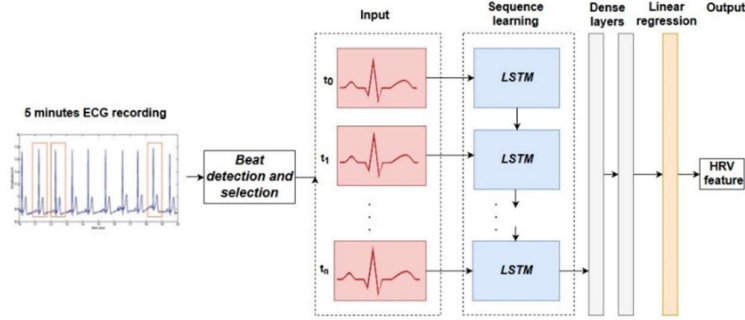 Input
Sequence
learning
Dense
layers
Linear
regression
Output
5 minutes ECG recording
Beat
detection and
selection
t0
LSTM
t1
LSTM
.
.
.
.
.
.
tn
LSTM
HRV
feature